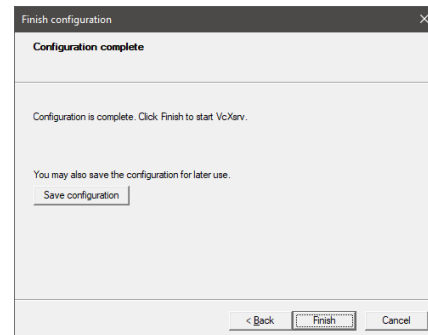 Finish configuration
Configuration complete
Configuration is complete. Click Finish to start VcXsrv.
You may also save the configuration for later use.
Save configuration
< Back
Finish
Cancel